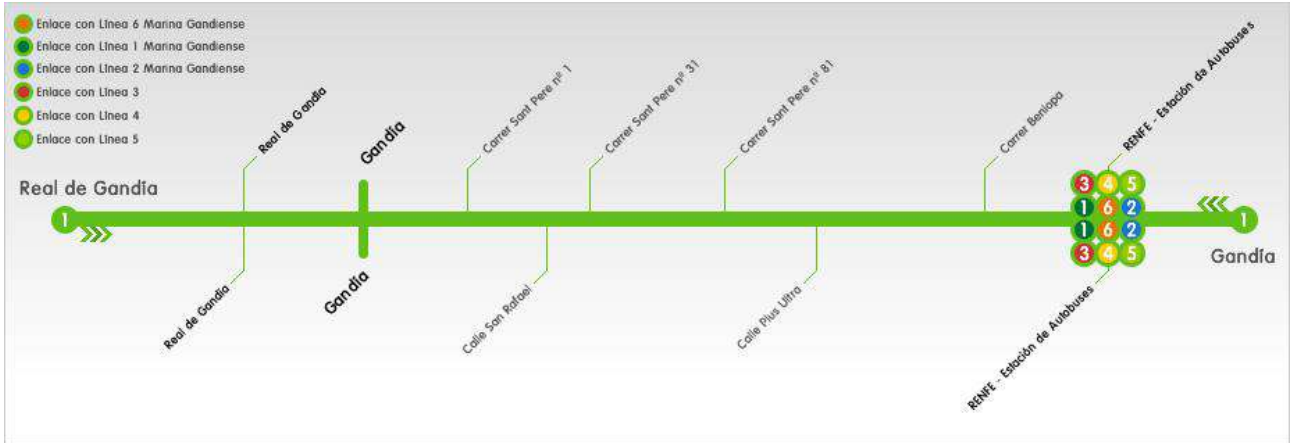 Enlace con Línea 6 Marina Gandiense
Enlace con Línea 1 Marina Gandiense
Enlace con Línea 2 Marina Gandiense
Enlace con Línea 3
Enlace con Línea 4
Enlace con Línea 5
Real de Gandía
Gandía
Carrer Sant Pere nº 1
Carrer Sant Pere nº 31
Carrer Sant Pere nº 81
Carrer Beniopa
RENFE - Estación de Autobuses
Real de Gandía
3 4 5
1
1 6 2
1
1 6 2
3 4 5
Gandía
Real de Gandía
Gandía
Calle San Rafael
Calle Plus Ultra
RENFE - Estación de Autobuses